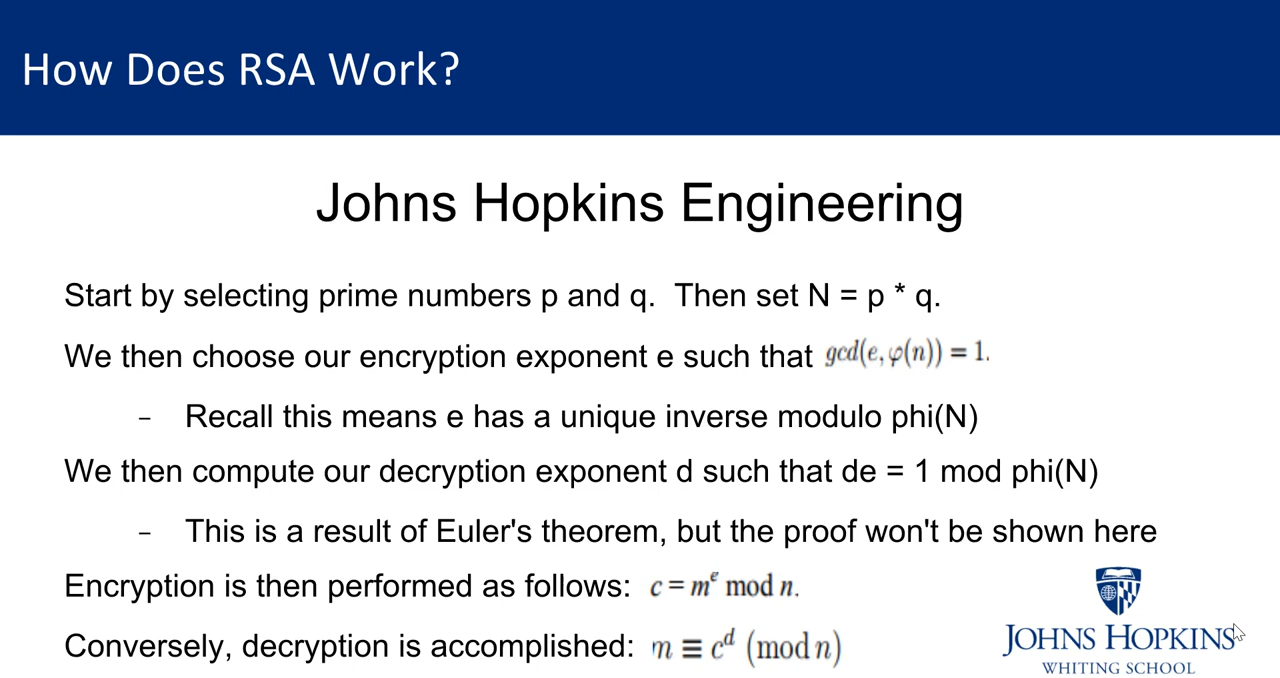 How Does RSA Work?
Johns Hopkins Engineering
Start by selecting prime numbers p and q.  Then set N = p * q.
We then choose our encryption exponent e such that gcd(e, φ(n)) = 1.
– Recall this means e has a unique inverse modulo phi(N)
We then compute our decryption exponent d such that de = 1 mod phi(N)
– This is a result of Euler's theorem, but the proof won't be shown here
Encryption is then performed as follows: c = mᵉ mod n.
Conversely, decryption is accomplished: m ≡ cᵈ (mod n)
JOHNS HOPKINS
WHITING SCHOOL